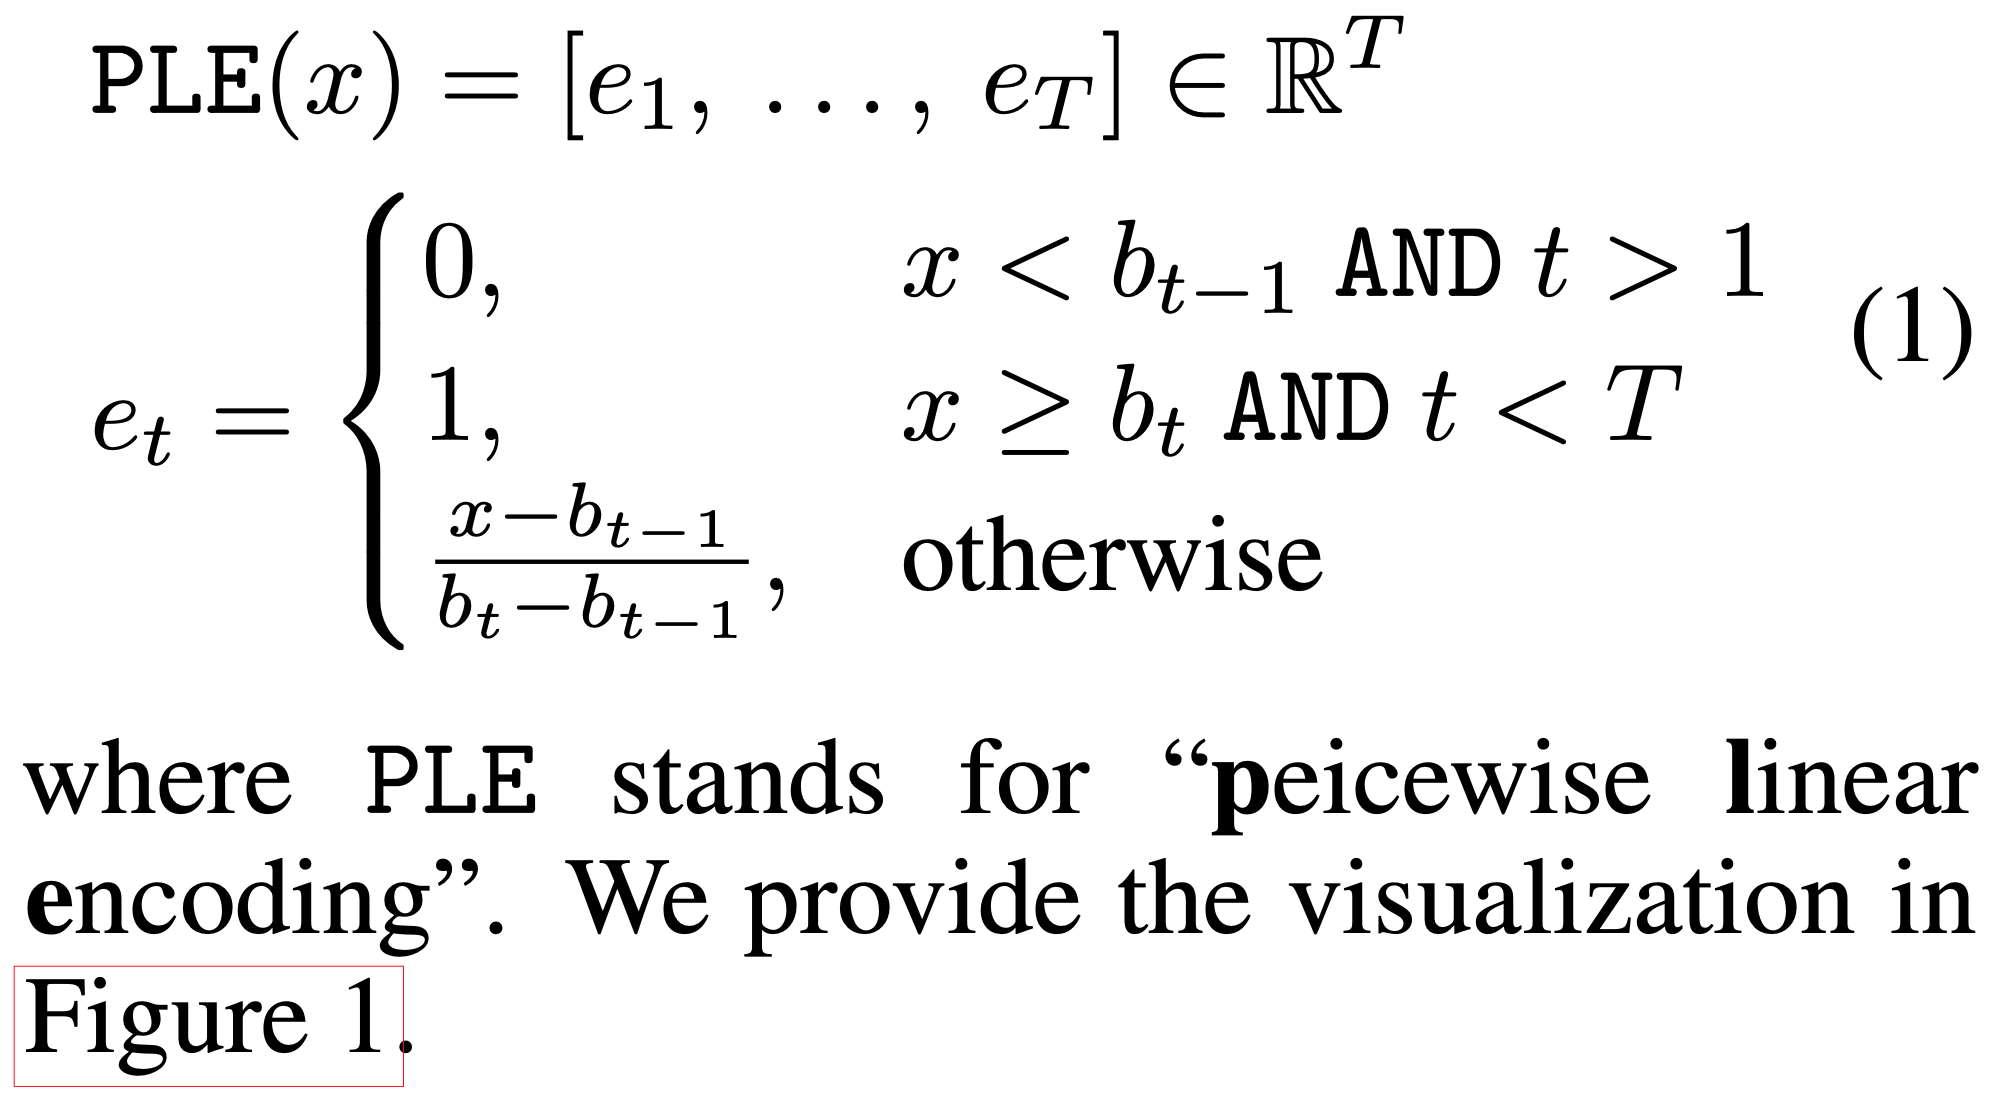 PLE(x) = [e_1, ..., e_T] ∈ ℝ^T
e_t = { 0, x < b_{t−1} AND t > 1
1, x ≥ b_t AND t < T (1)
\frac{x−b_{t−1}}{b_t−b_{t−1}}, otherwise
where PLE stands for “peicewise linear
encoding”. We provide the visualization in
Figure 1.